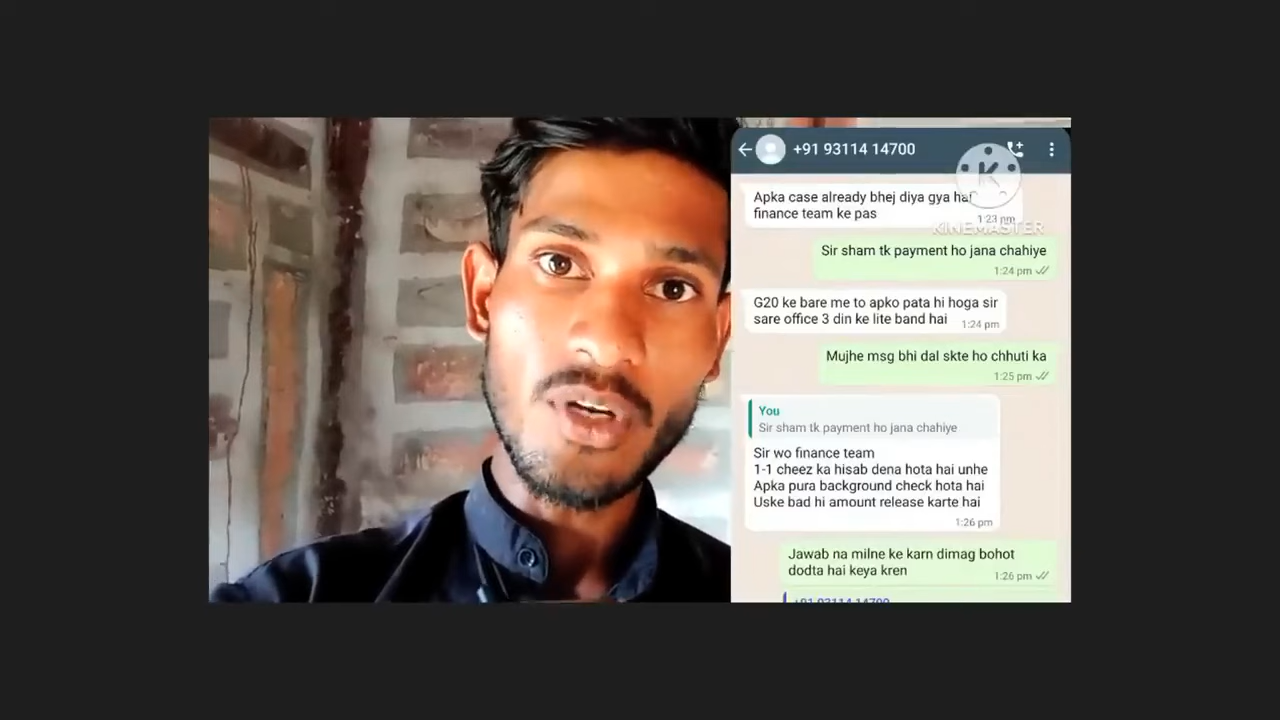 +91 93114 14700
Apka case already bhej diya gya hai
finance team ke pas
1:23 pm
KINEMASTER
Sir sham tk payment ho jana chahiye
1:24 pm
G20 ke bare me to apko pata hi hoga sir
sare office 3 din ke lite band hai
1:24 pm
Mujhe msg bhi dal skte ho chhuti ka
1:25 pm
You
Sir sham tk payment ho jana chahiye
Sir wo finance team
1-1 cheez ka hisab dena hota hai unhe
Apka pura background check hota hai
Uske bad hi amount release karte hai
1:26 pm
Jawab na milne ke karn dimag bohot
dodta hai keya kren
1:26 pm
+91 93114 14700